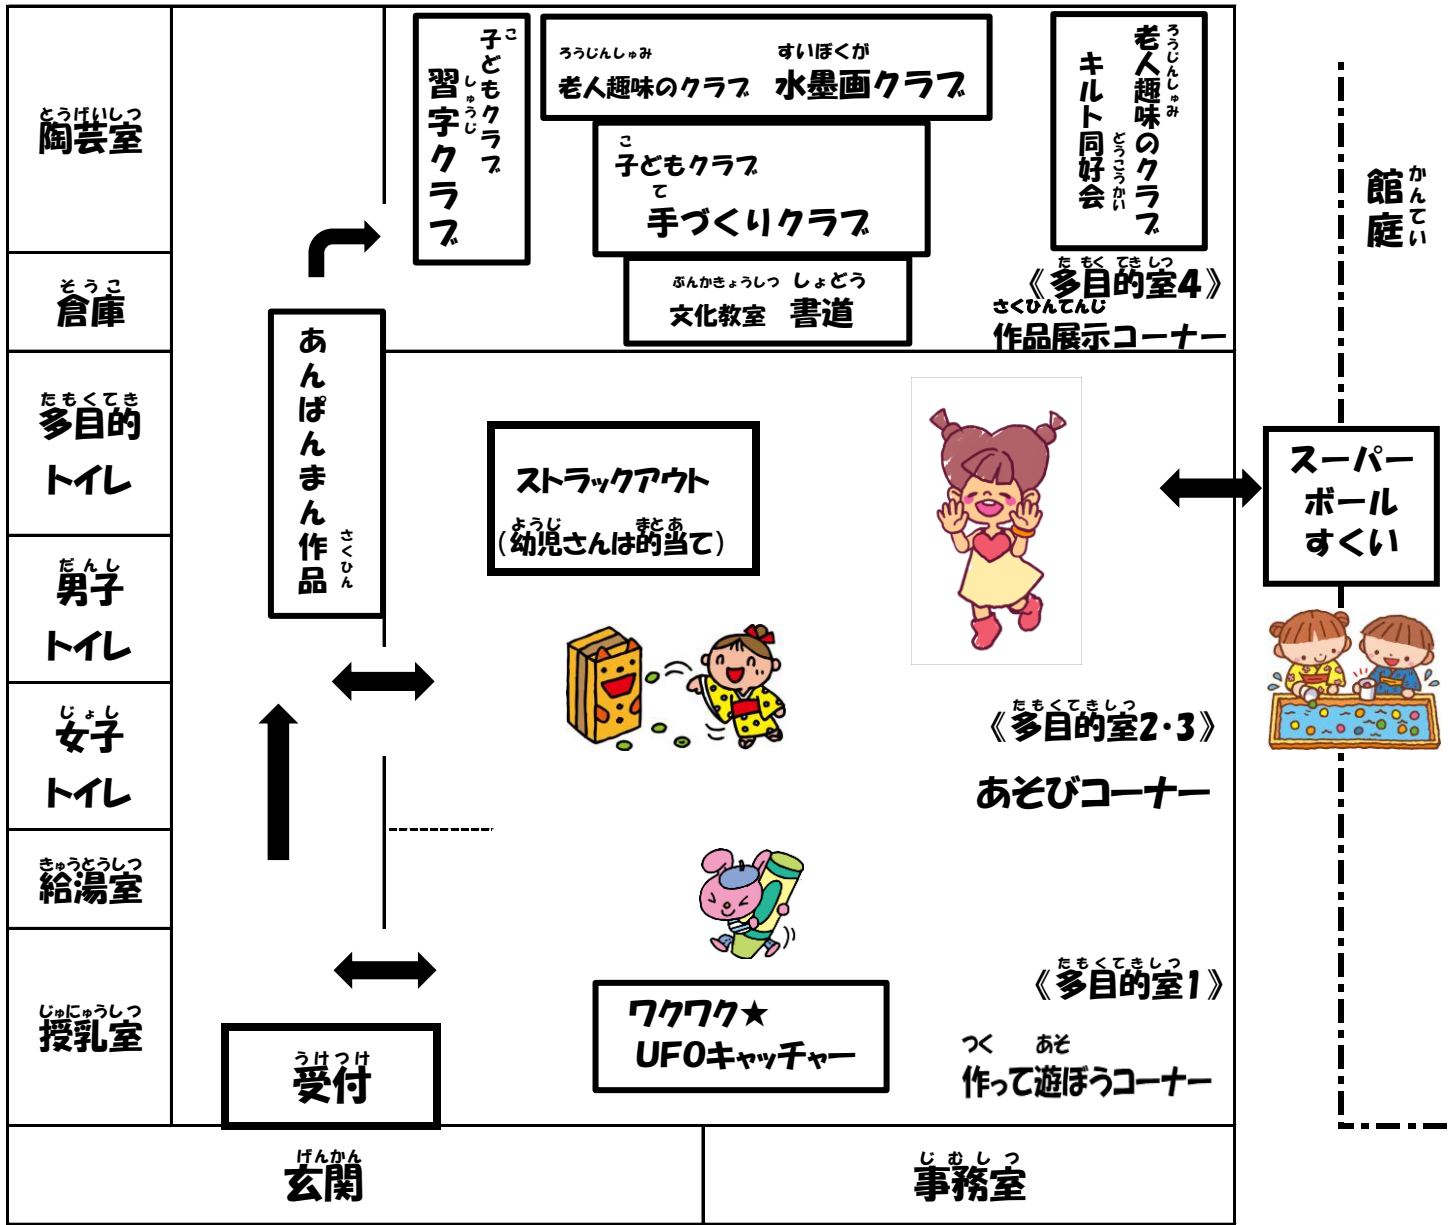 とうげいしつ
陶芸室
そうこ
倉庫
たもくてき
多目的
トイレ
だんし
男子
トイレ
じょし
女子
トイレ
きゅうとうしつ
給湯室
じゅにゅうしつ
授乳室
こ
子どもクラブ
しゅうじ
習字クラブ
ろうじんしゅみ すいぼくが
老人趣味のクラブ 水墨画クラブ
こ
子どもクラブ
て
手づくりクラブ
ぶんかきょうしつ しょどう
文化教室 書道
ろうじんしゅみ
老人趣味のクラブ
どうこうかい
キルト同好会
たもくてきしつ
《多目的室4》
さくひんてんじ
作品展示コーナー
かんてい
館庭
あんぱんまん作品
さくひん
ストラックアウト
ようじ まとあ
(幼児さんは的当て)
スーパー
ボール
すくい
たもくてきしつ
《多目的室2・3》
あそびコーナー
たもくてきしつ
《多目的室1》
つく あそ
作って遊ぼうコーナー
ワクワク★
UFOキャッチャー
うけつけ
受付
げんかん
玄関
じむしつ
事務室